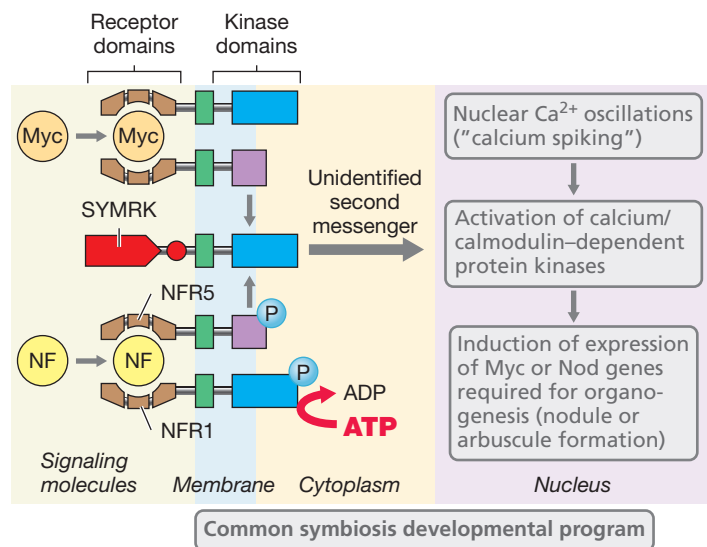 Receptor
domains
Kinase
domains
Myc
Myc
SYMRK
NFR5
P
NF
NF
P
NFR1
ADP
ATP
Unidentified
second
messenger
Nuclear Ca²⁺ oscillations
(”calcium spiking”)
Activation of calcium/
calmodulin–dependent
protein kinases
Induction of expression
of Myc or Nod genes
required for organo-
genesis (nodule or
arbuscule formation)
Signaling
molecules
Membrane
Cytoplasm
Nucleus
Common symbiosis developmental program